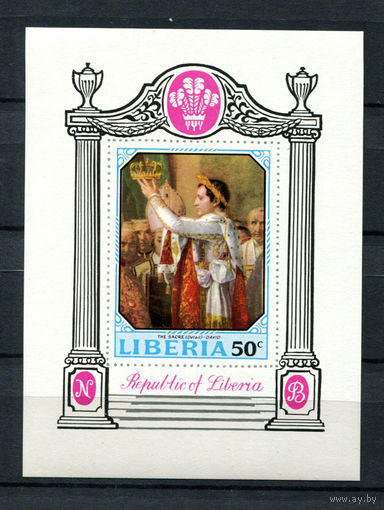 THE SACRE (Detail) - DAVID
LIBERIA 50c
Republic of Liberia
N B
www.ay.by